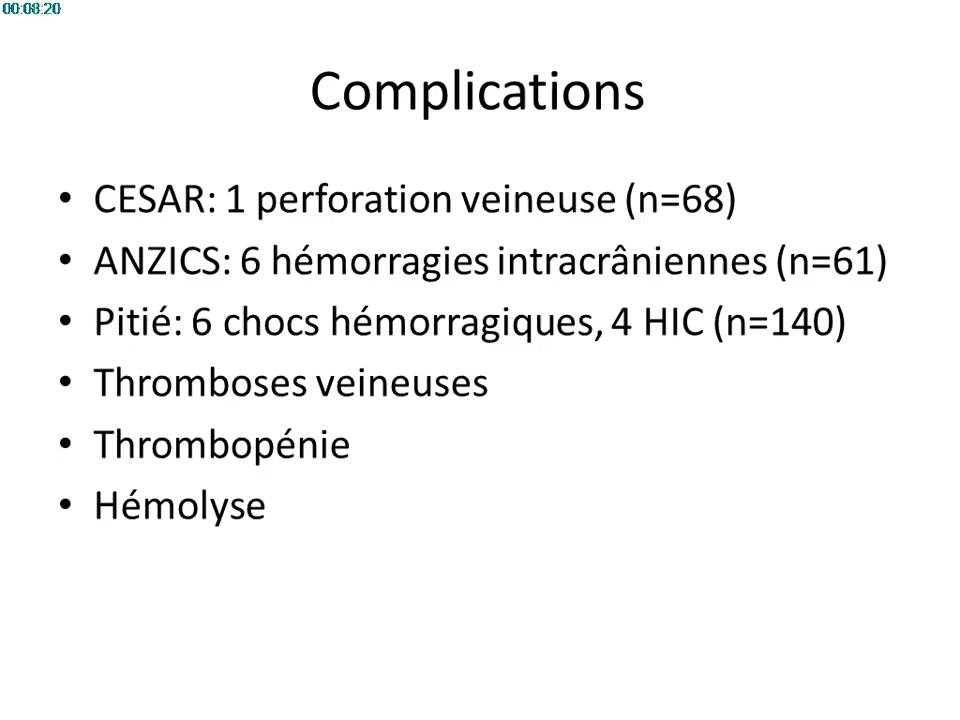 00:08:20
Complications
• CESAR: 1 perforation veineuse (n=68)
• ANZICS: 6 hémorragies intracrâniennes (n=61)
• Pitié: 6 chocs hémorragiques, 4 HIC (n=140)
• Thromboses veineuses
• Thrombopénie
• Hémolyse